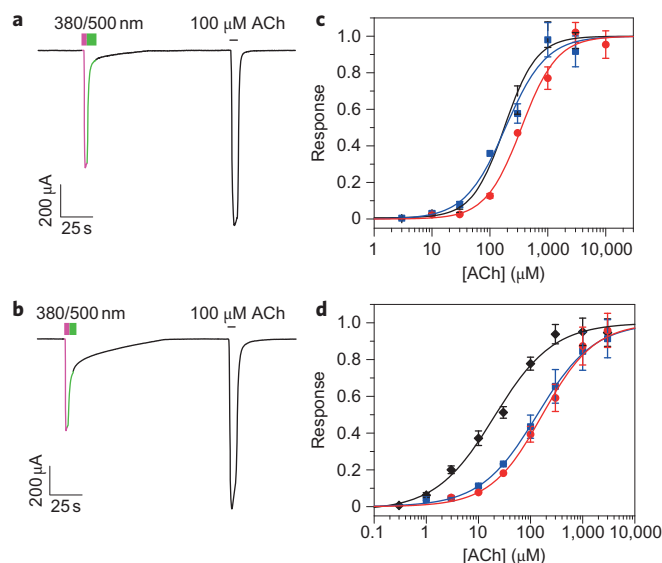 a
380/500 nm
100 μM ACh
200 μA
25 s
b
380/500 nm
100 μM ACh
200 μA
25 s
c
Response
1.0
0.8
0.6
0.4
0.2
0
1 10 100 1,000 10,000
[ACh] (μM)
d
Response
1.0
0.8
0.6
0.4
0.2
0
0.1 1 10 100 1,000 10,000
[ACh] (μM)